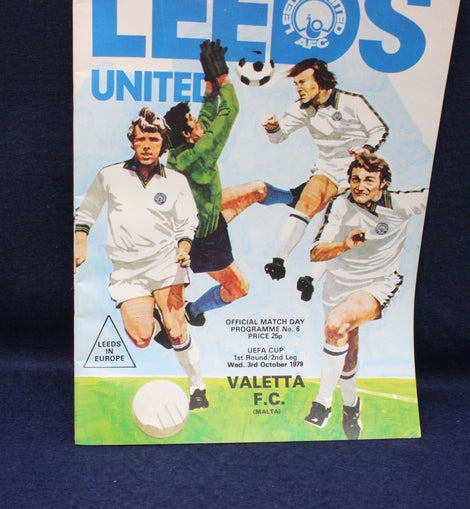 LEEDS
UNITED
LEEDS UNITED
AFC
OFFICIAL MATCH DAY
PROGRAMME No. 6
PRICE 25p
UEFA CUP
1st Round/2nd Leg
Wed. 3rd October 1979
VALETTA
F.C.
(MALTA)
LEEDS
IN
EUROPE